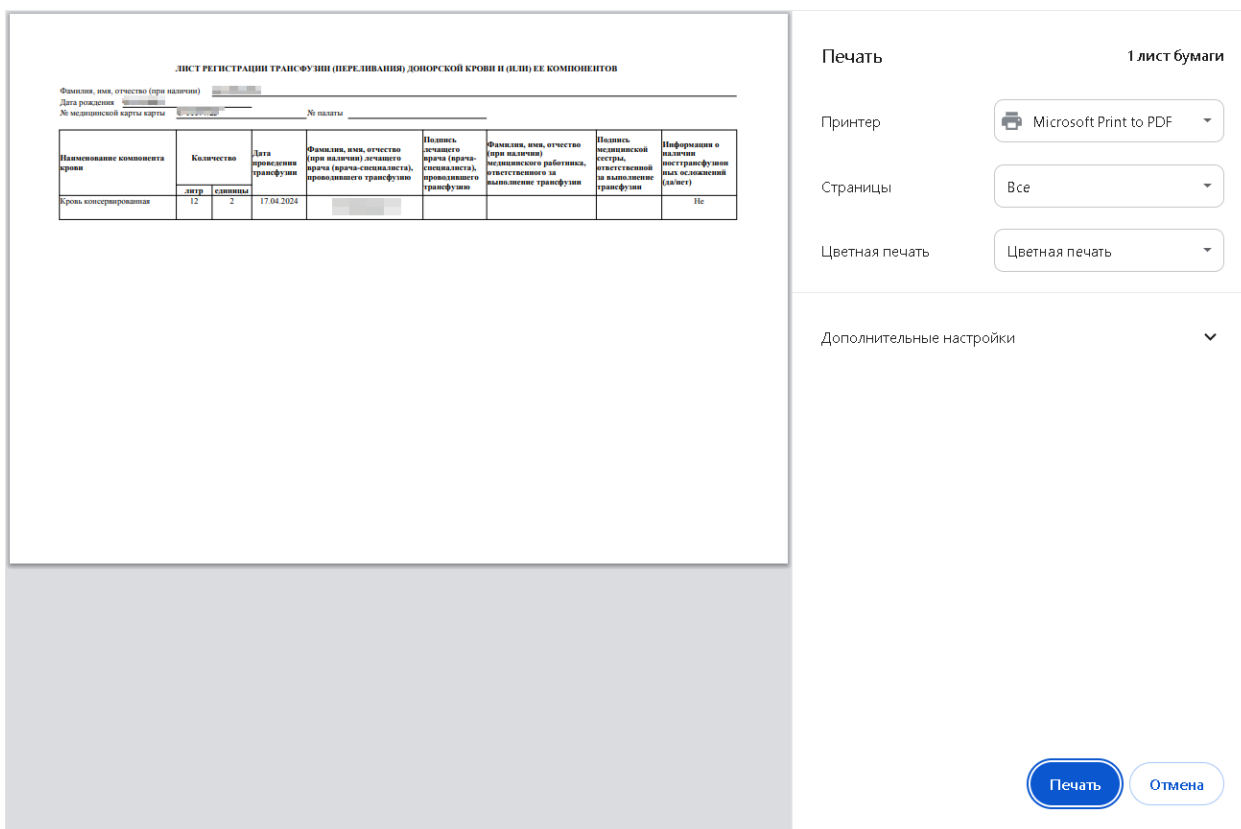 ЛИСТ РЕГИСТРАЦИИ ТРАНСФУЗИИ (ПЕРЕЛИВАНИЯ) ДОНОРСКОЙ КРОВИ И (ИЛИ) ЕЕ КОМПОНЕНТОВ
Фамилия, имя, отчество (при наличии)
Дата рождения
№ медицинской карты карты № палаты
Наименование компонента
крови
Количество
литр единицы
Дата
проведения
трансфузии
Фамилия, имя, отчество
(при наличии) лечащего
врача (врача-специалиста),
проводившего трансфузию
Подпись
лечащего
врача (врача-
специалиста),
проводившего
трансфузию
Фамилия, имя, отчество
(при наличии)
медицинского работника,
ответственного за
выполнение трансфузии
Подпись
медицинской
сестры,
ответственной
за выполнение
трансфузии
Информация о
наличии
посттрансфузион
ных осложнений
(да/нет)
Кровь консервированная 12 2 17.04.2024 Не
Печать 1 лист бумаги
Принтер Microsoft Print to PDF
Страницы Все
Цветная печать Цветная печать
Дополнительные настройки
Печать Отмена